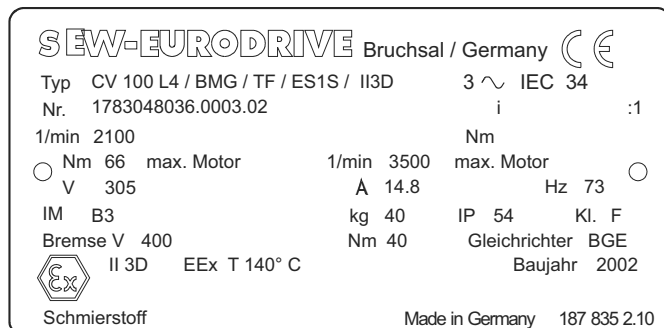 SEW-EURODRIVE Bruchsal / Germany CE
Typ CV 100 L4 / BMG / TF / ES1S / II3D 3 ~ IEC 34
Nr. 1783048036.0003.02 i :1
1/min 2100 Nm
Nm 66 max. Motor 1/min 3500 max. Motor
V 305 A 14.8 Hz 73
IM B3 kg 40 IP 54 Kl. F
Bremse V 400 Nm 40 Gleichrichter BGE
Ex II 3D EEx T 140° C Baujahr 2002
Schmierstoff Made in Germany 187 835 2.10